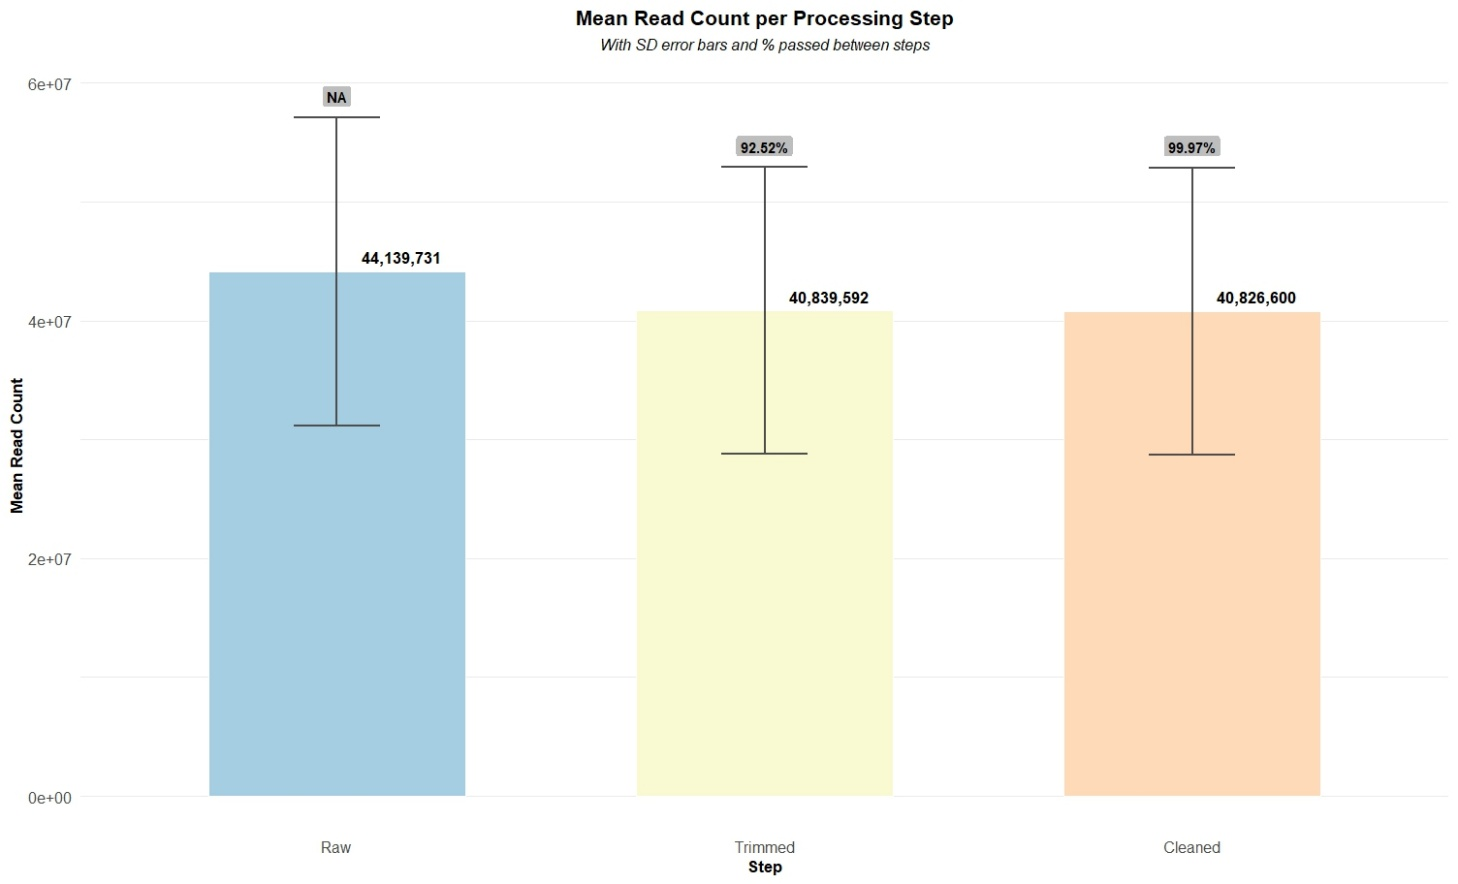 Mean Read Count per Processing Step
With SD error bars and % passed between steps
6e+07
4e+07
2e+07
0e+00
Mean Read Count
NA
92.52%
99.97%
44,139,731
40,839,592
40,826,600
Raw
Trimmed
Cleaned
Step